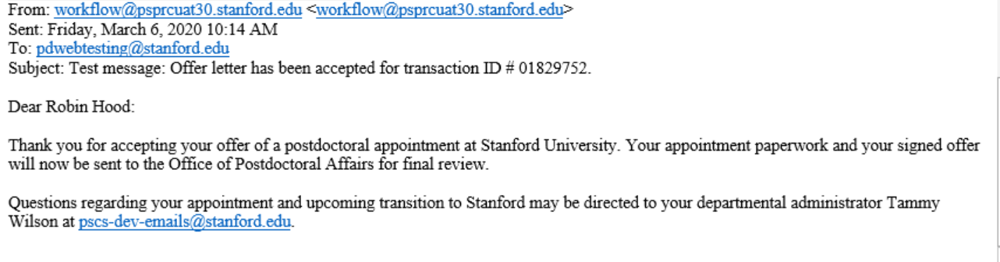 From: workflow@psprcuat30.stanford.edu <workflow@psprcuat30.stanford.edu>
Sent: Friday, March 6, 2020 10:14 AM
To: pdwebtesting@stanford.edu
Subject: Test message: Offer letter has been accepted for transaction ID # 01829752.
Dear Robin Hood:
Thank you for accepting your offer of a postdoctoral appointment at Stanford University. Your appointment paperwork and your signed offer
will now be sent to the Office of Postdoctoral Affairs for final review.
Questions regarding your appointment and upcoming transition to Stanford may be directed to your departmental administrator Tammy
Wilson at pscs-dev-emails@stanford.edu.